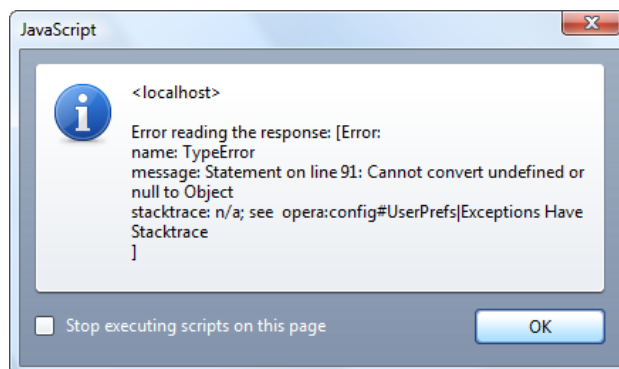 JavaScript
<localhost>
Error reading the response: [Error:
name: TypeError
message: Statement on line 91: Cannot convert undefined or
null to Object
stacktrace: n/a; see opera:config#UserPrefs|Exceptions Have
Stacktrace
]
Stop executing scripts on this page
OK